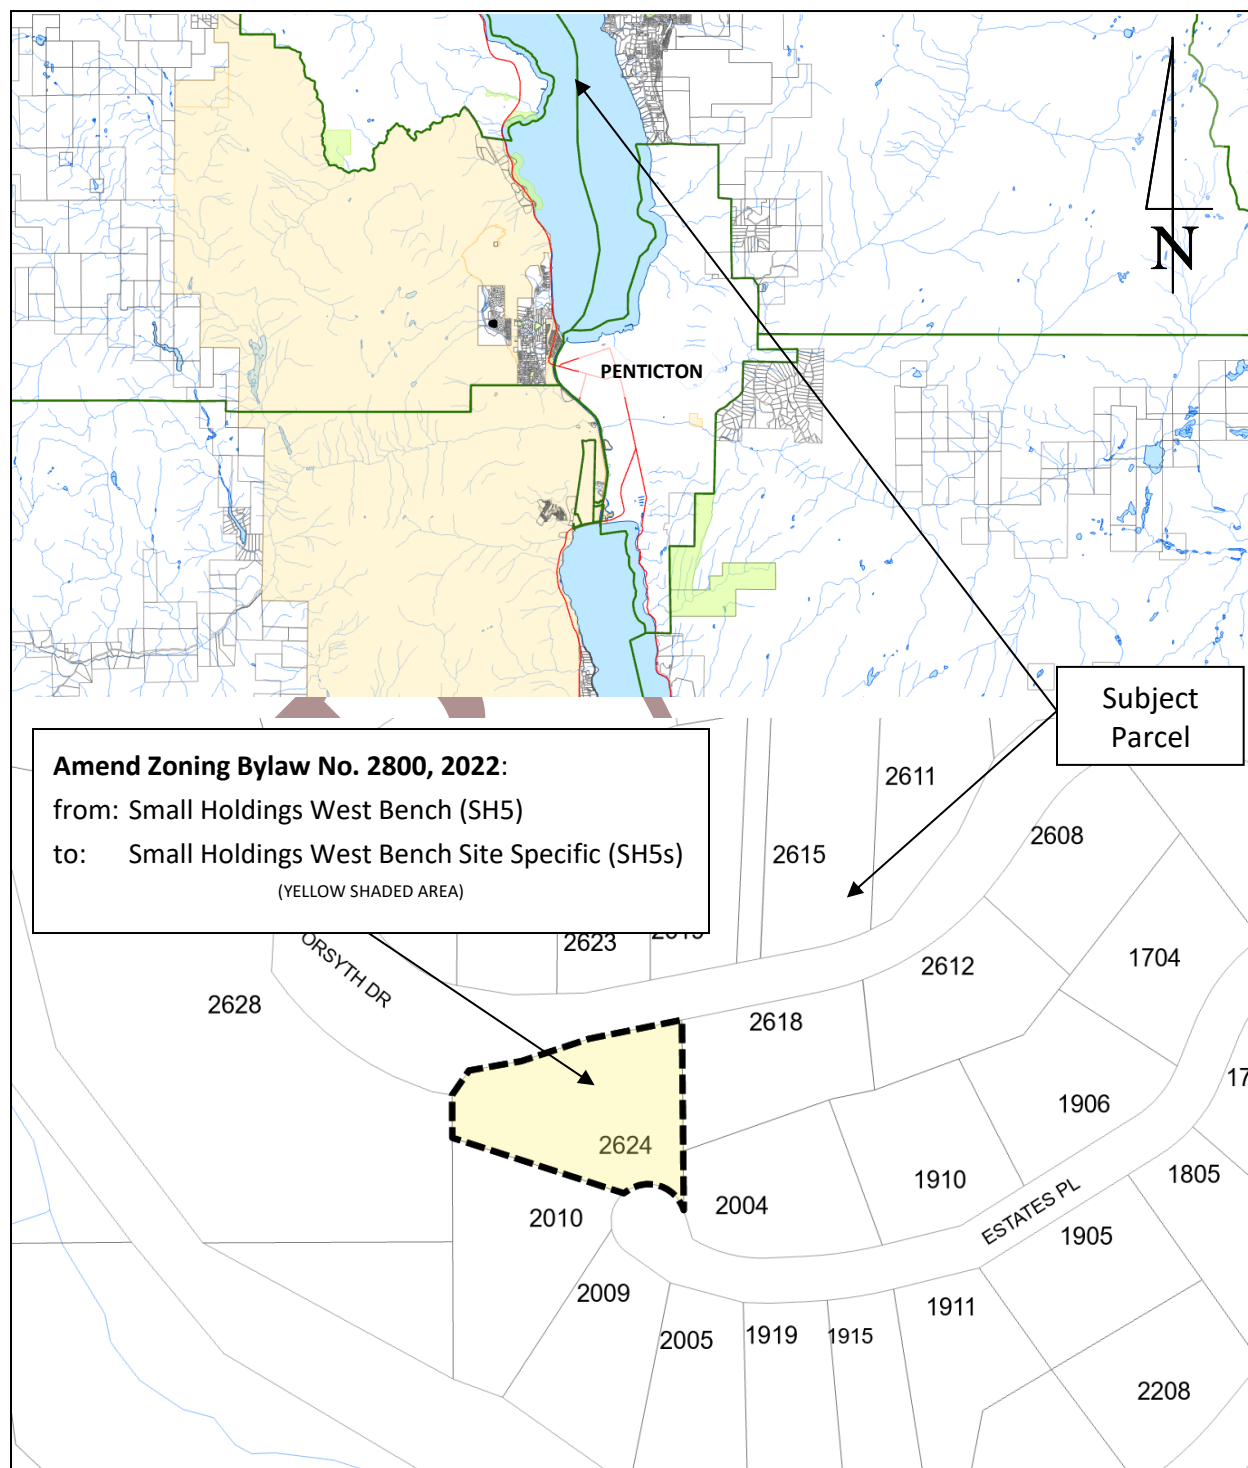 N
PENTICTON
Subject
Parcel
Amend Zoning Bylaw No. 2800, 2022:
from: Small Holdings West Bench (SH5)
to: Small Holdings West Bench Site Specific (SH5s)
(YELLOW SHADED AREA)
2611
2608
2615
2623
ORSYTH DR
2612
1704
2628
2618
17
1906
2624
1910
1805
2010
2004
ESTATES PL
1905
2009
1911
2005
1919
1915
2208